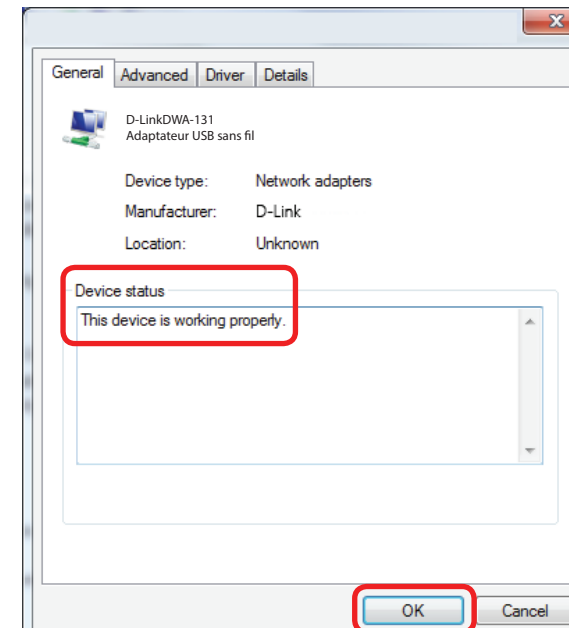 General Advanced Driver Details
D-LinkDWA-131
Adaptateur USB sans fil
Device type: Network adapters
Manufacturer: D-Link
Location: Unknown
Device status
This device is working properly.
OK Cancel